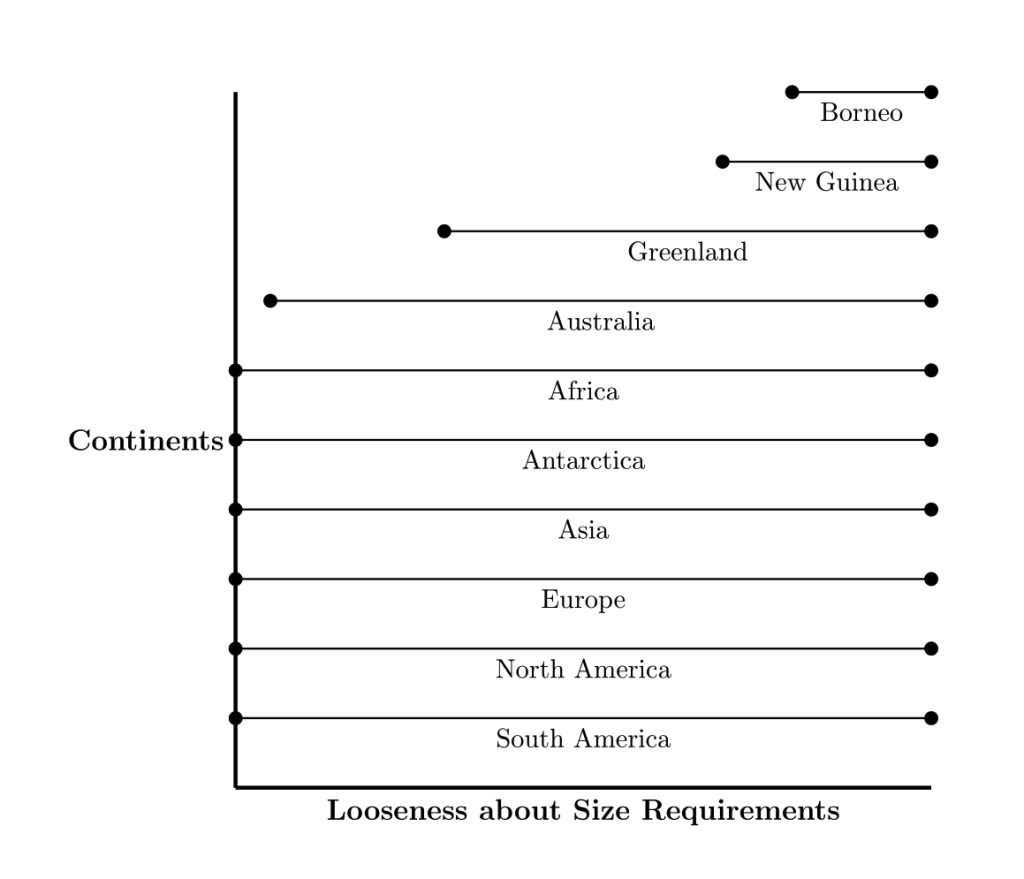 Borneo
New Guinea
Greenland
Australia
Africa
Continents
Antarctica
Asia
Europe
North America
South America
Looseness about Size Requirements